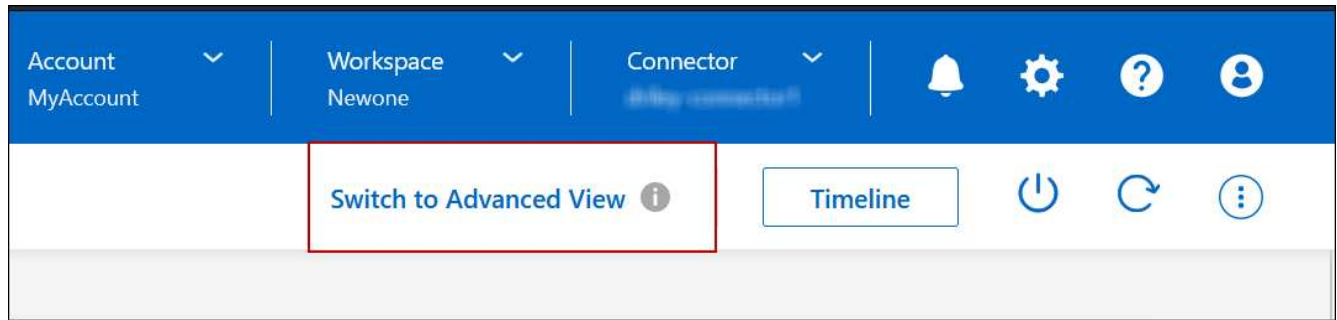 Account
MyAccount
Workspace
Newone
Connector
Switch to Advanced View
Timeline